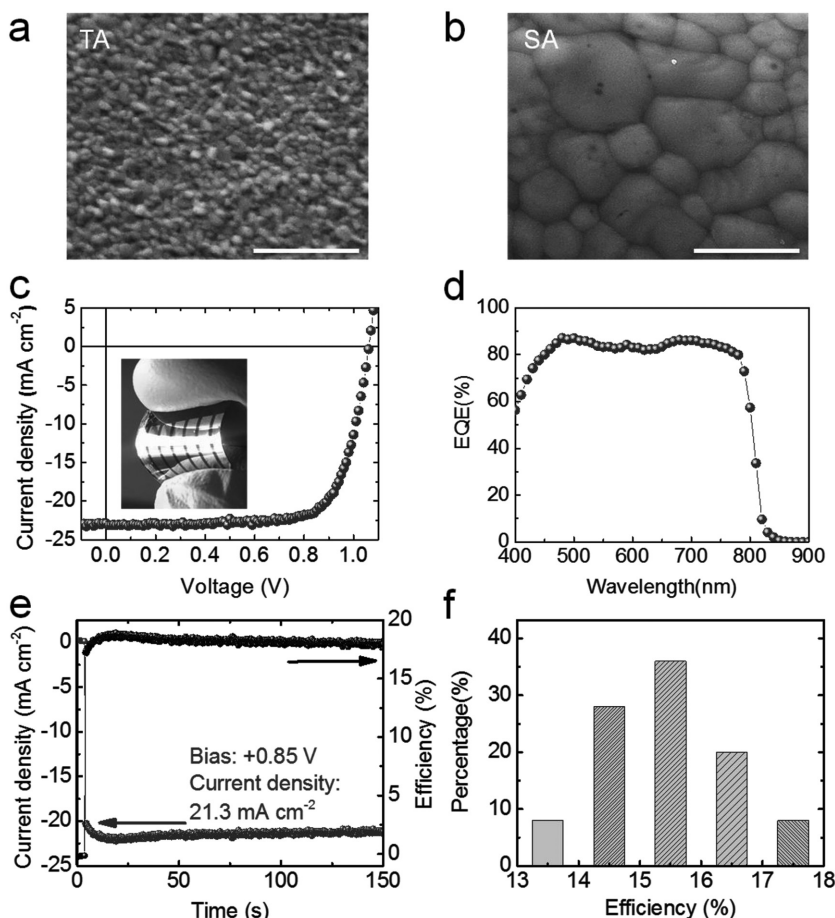 a
TA
b
SA
c
5
0
-5
-10
-15
-20
-25
0.0 0.2 0.4 0.6 0.8 1.0
Current density (mA cm⁻²)
Voltage (V)
d
100
80
60
40
20
0
400 500 600 700 800 900
EQE(%)
Wavelength(nm)
e
0
-5
-10
-15
-20
-25
20
15
10
5
0
0 50 100 150
Current density (mA cm⁻²)
Efficiency (%)
Bias: +0.85 V
Current density:
21.3 mA cm⁻²
Time (s)
f
40
30
20
10
0
13 14 15 16 17 18
Percentage(%)
Efficiency (%)